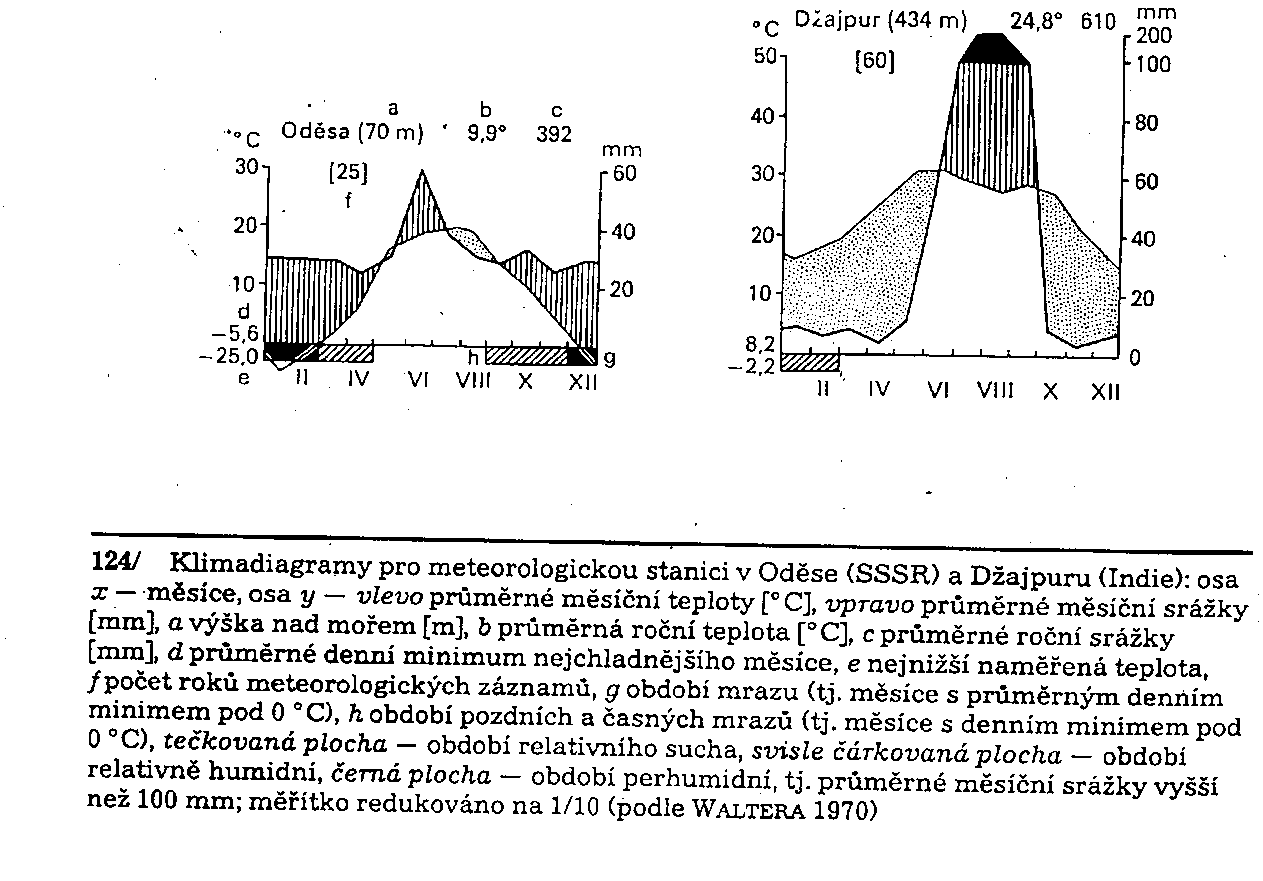 a b c
°C Oděsa (70 m) 9,9° 392
mm
30 [25] 60
f
20 40
10 20
d
−5,6
−25,0 h g
e II IV VI VIII X XII
°C Džajpur (434 m) 24,8° 610 mm
200
50 [60] 100
40 80
30 60
20 40
10 20
8,2 0
−2,2
II IV VI VIII X XII
124/ Klimadiagramy pro meteorologickou stanici v Oděse (SSSR) a Džajpuru (Indie): osa
x — měsíce, osa y — vlevo průměrné měsíční teploty [°C], vpravo průměrné měsíční srážky
[mm], a výška nad mořem [m], b průměrná roční teplota [°C], c průměrné roční srážky
[mm], d průměrné denní minimum nejchladnějšího měsíce, e nejnižší naměřená teplota,
f počet roků meteorologických záznamů, g období mrazu (tj. měsíce s průměrným denním
minimem pod 0 °C), h období pozdních a časných mrazů (tj. měsíce s denním minimem pod
0 °C), tečkovaná plocha — období relativního sucha, svisle čárkovaná plocha — období
relativně humidní, černá plocha — období perhumidní, tj. průměrné měsíční srážky vyšší
než 100 mm; měřítko redukováno na 1/10 (podle WALTERA 1970)